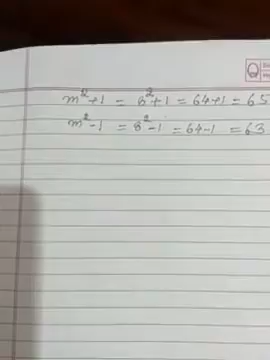 m²+1 = 8²+1 = 64+1 = 65
m²-1 = 8²-1 = 64-1 = 63